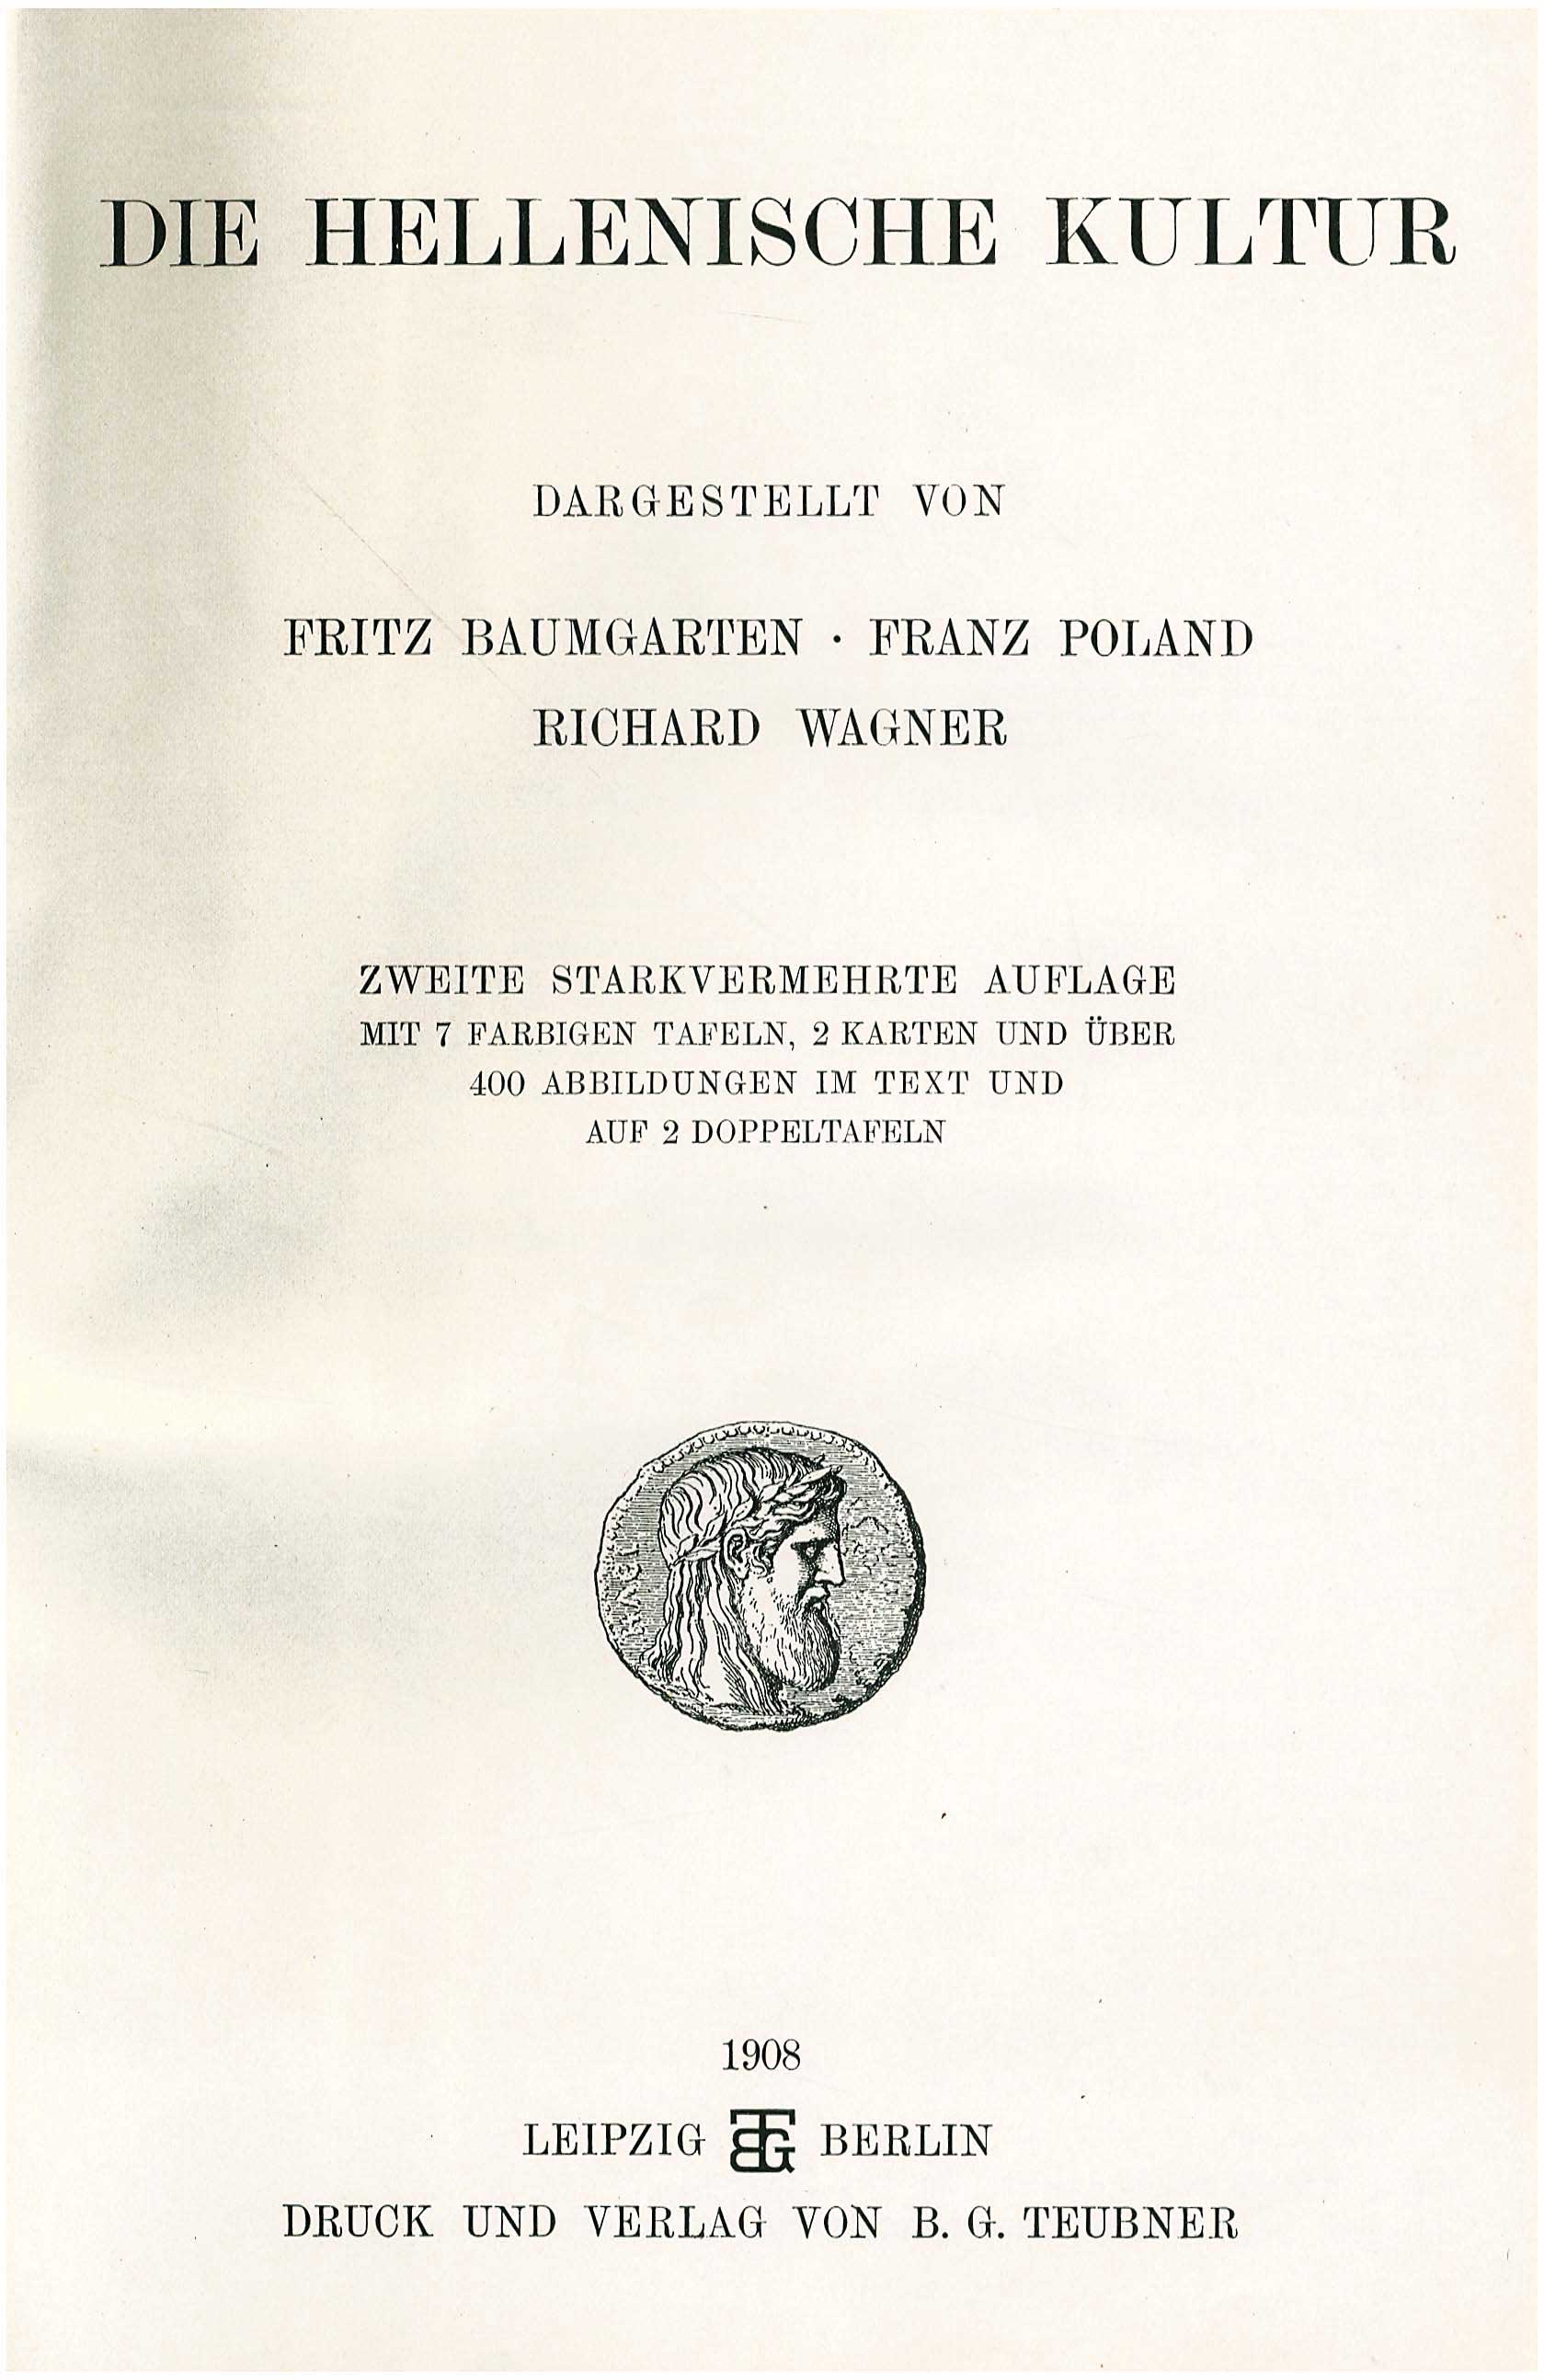 DIE HELLENISCHE KULTUR
DARGESTELLT VON
FRITZ BAUMGARTEN · FRANZ POLAND
RICHARD WAGNER
ZWEITE STARKVERMEHRTE AUFLAGE
MIT 7 FARBIGEN TAFELN, 2 KARTEN UND ÜBER
400 ABBILDUNGEN IM TEXT UND
AUF 2 DOPPELTAFELN
1908
LEIPZIG BTG BERLIN
DRUCK UND VERLAG VON B. G. TEUBNER